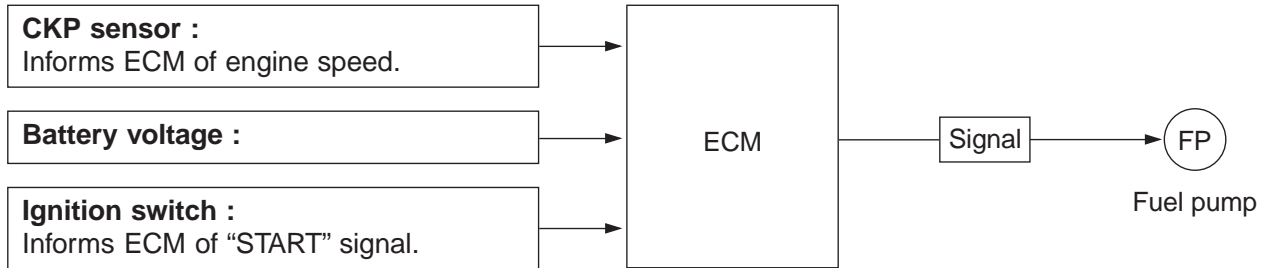 CKP sensor :
Informs ECM of engine speed.
Battery voltage :
Ignition switch :
Informs ECM of “START” signal.
ECM
Signal
FP
Fuel pump